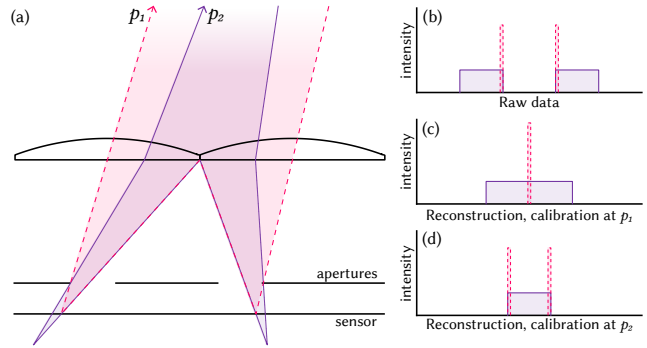 (a)
p₁
p₂
apertures
sensor
(b)
intensity
Raw data
(c)
intensity
Reconstruction, calibration at p₁
(d)
intensity
Reconstruction, calibration at p₂